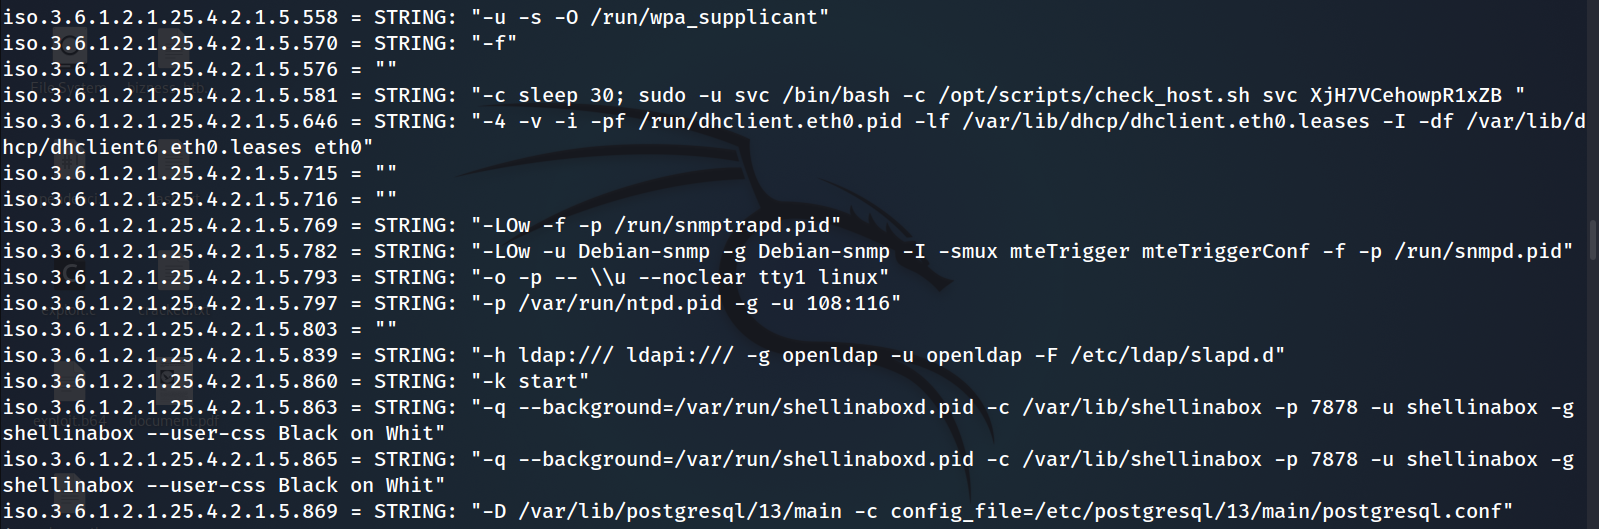 iso.3.6.1.2.1.25.4.2.1.5.558 = STRING: "-u -s -O /run/wpa_supplicant"
iso.3.6.1.2.1.25.4.2.1.5.570 = STRING: "-f"
iso.3.6.1.2.1.25.4.2.1.5.576 = ""
iso.3.6.1.2.1.25.4.2.1.5.581 = STRING: "-c sleep 30; sudo -u svc /bin/bash -c /opt/scripts/check_host.sh svc XjH7VCehowpR1xZB "
iso.3.6.1.2.1.25.4.2.1.5.646 = STRING: "-4 -v -i -pf /run/dhclient.eth0.pid -lf /var/lib/dhcp/dhclient.eth0.leases -I -df /var/lib/d
hcp/dhclient6.eth0.leases eth0"
iso.3.6.1.2.1.25.4.2.1.5.715 = ""
iso.3.6.1.2.1.25.4.2.1.5.716 = ""
iso.3.6.1.2.1.25.4.2.1.5.769 = STRING: "-LOw -f -p /run/snmptrapd.pid"
iso.3.6.1.2.1.25.4.2.1.5.782 = STRING: "-LOw -u Debian-snmp -g Debian-snmp -I -smux mteTrigger mteTriggerConf -f -p /run/snmpd.pid"
iso.3.6.1.2.1.25.4.2.1.5.793 = STRING: "-o -p -- \\u --noclear tty1 linux"
iso.3.6.1.2.1.25.4.2.1.5.797 = STRING: "-p /var/run/ntpd.pid -g -u 108:116"
iso.3.6.1.2.1.25.4.2.1.5.803 = ""
iso.3.6.1.2.1.25.4.2.1.5.839 = STRING: "-h ldap:/// ldapi:/// -g openldap -u openldap -F /etc/ldap/slapd.d"
iso.3.6.1.2.1.25.4.2.1.5.860 = STRING: "-k start"
iso.3.6.1.2.1.25.4.2.1.5.863 = STRING: "-q --background=/var/run/shellinaboxd.pid -c /var/lib/shellinabox -p 7878 -u shellinabox -g
shellinabox --user-css Black on Whit"
iso.3.6.1.2.1.25.4.2.1.5.865 = STRING: "-q --background=/var/run/shellinaboxd.pid -c /var/lib/shellinabox -p 7878 -u shellinabox -g
shellinabox --user-css Black on Whit"
iso.3.6.1.2.1.25.4.2.1.5.869 = STRING: "-D /var/lib/postgresql/13/main -c config_file=/etc/postgresql/13/main/postgresql.conf"